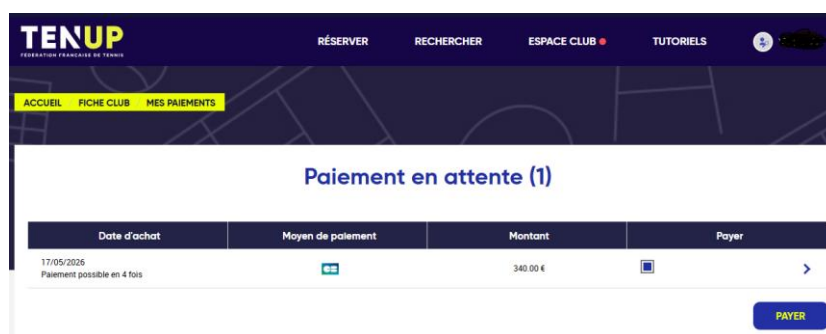 TENUP
FEDERATION FRANCAISE DE TENNIS
RÉSERVER RECHERCHER ESPACE CLUB TUTORIELS
ACCUEIL FICHE CLUB MES PAIEMENTS
Paiement en attente (1)
Date d'achat Moyen de paiement Montant Payer
17/05/2026
Paiement possible en 4 fois
CB
340.00 €
PAYER